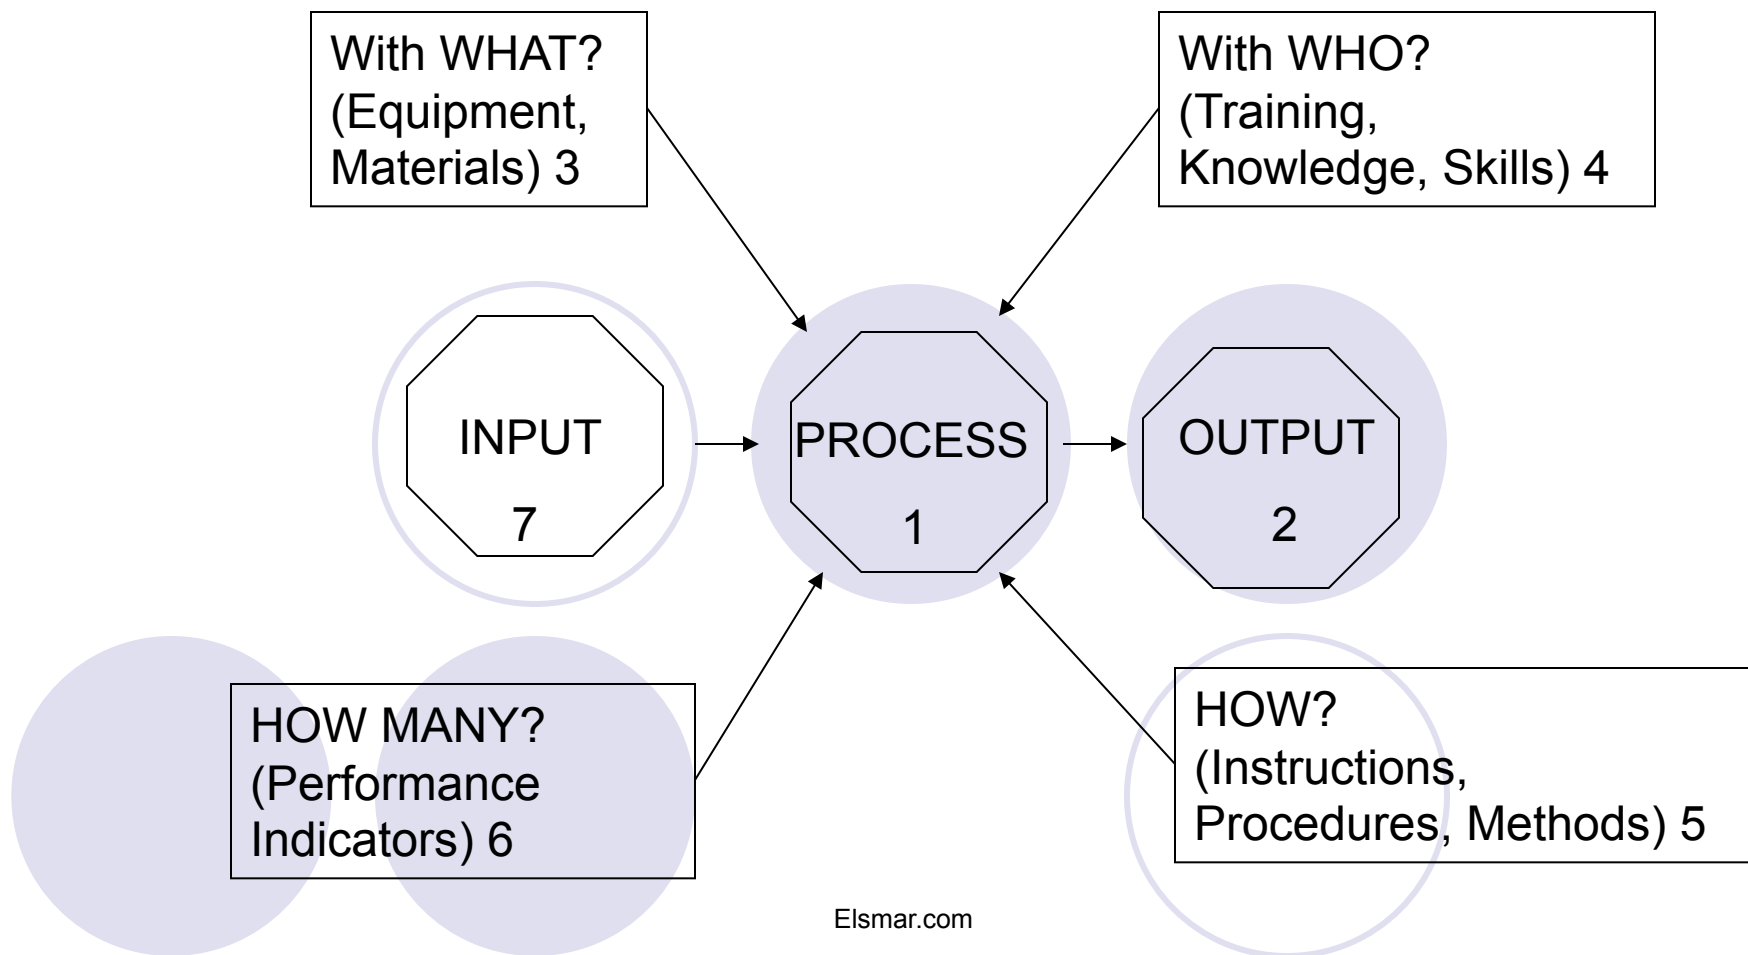 With WHAT?
(Equipment,
Materials) 3
With WHO?
(Training,
Knowledge, Skills) 4
INPUT
7
PROCESS
1
OUTPUT
2
HOW MANY?
(Performance
Indicators) 6
HOW?
(Instructions,
Procedures, Methods) 5
Elsmar.com